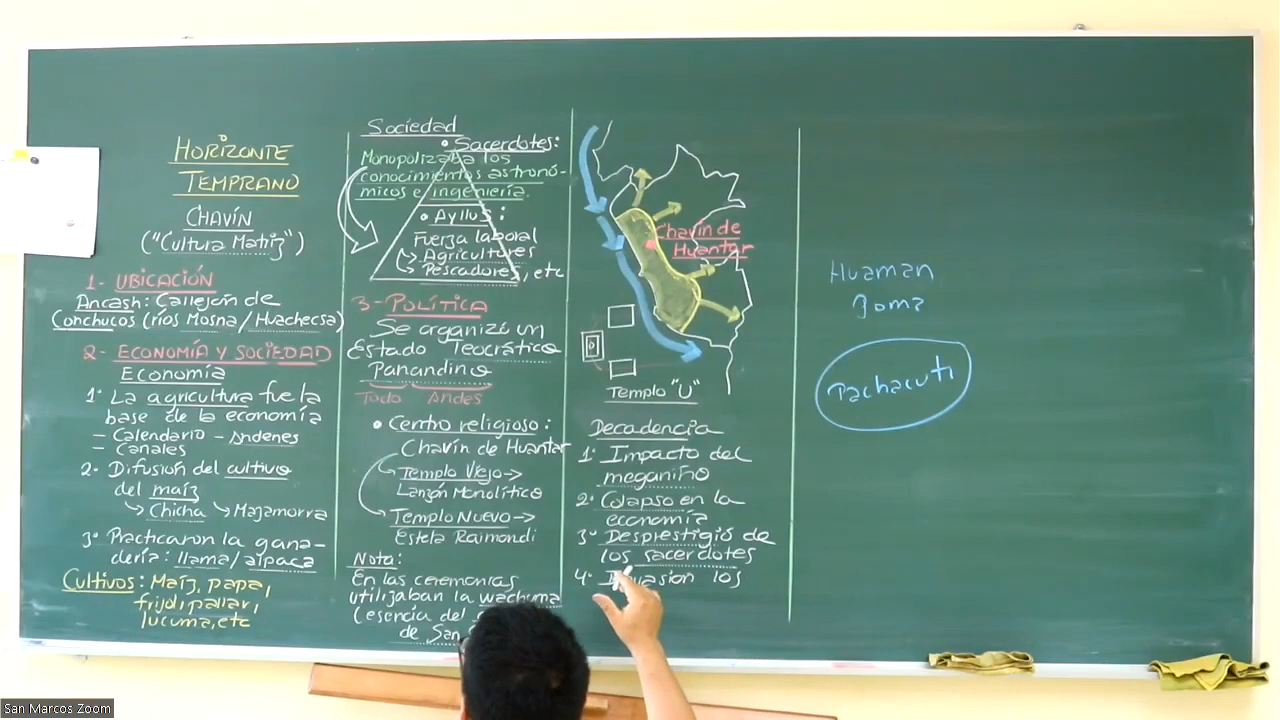 HORIZONTE
TEMPRANO
CHAVÍN
("Cultura Matriz")
1- UBICACIÓN
Ancash: Callejón de
Conchucos (ríos Mosna/Huachecsa)
2- ECONOMÍA Y SOCIEDAD
Economía
1° La agricultura fue la
base de la economía
- Calendario - Andenes
- Canales
2° Difusión del cultivo
del maíz
Chicha Mazamorra
3° Practicaron la gana-
dería: llama/alpaca
Cultivos: Maíz, papa,
frijol, pallar,
lucuma, etc
Sociedad
• Sacerdotes:
Monopolizaba los
conocimientos astronó-
micos e ingeniería.
• Ayllus:
Fuerza laboral
Agricultores
Pescadores, etc
3- POLÍTICA
Se organizó un
Estado Teocrático
Panandino
Todo Andes
• Centro religioso:
Chavín de Huantar
Templo Viejo →
Lanzón Monolítico
Templo Nuevo →
Estela Raimondi
Nota:
En las ceremonias
utilizaban la wachuma
(esencia del
de San
Chavín de
Huantar
Templo "U"
Decadencia
1° Impacto del
meganiño
2° Colapso en la
economía
3° Desprestigió de
los sacerdotes
4° los
Huaman
Poma
Pachacuti
San Marcos Zoom